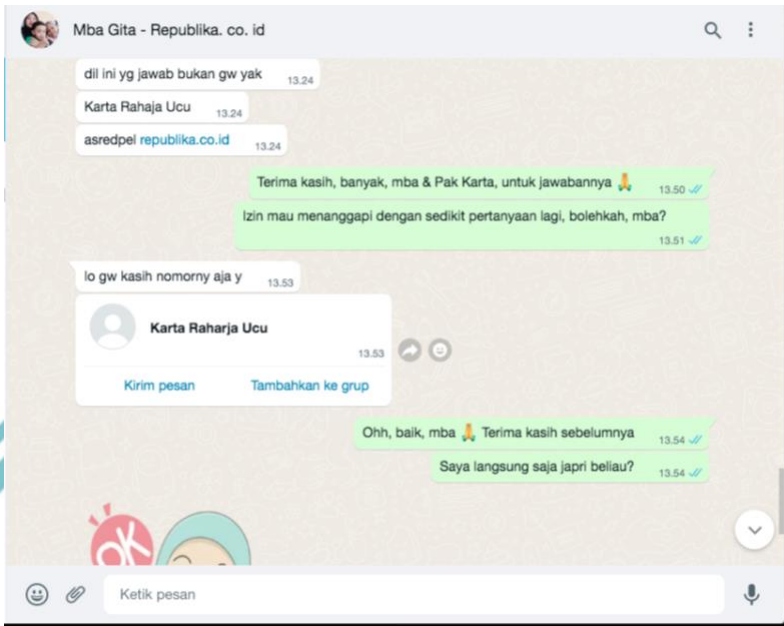 Mba Gita - Republika. co. id
dil ini yg jawab bukan gw yak 13.24
Karta Rahaja Ucu 13.24
asredpel republika.co.id 13.24
Terima kasih, banyak, mba & Pak Karta, untuk jawabannya 🙏 13.50
Izin mau menanggapi dengan sedikit pertanyaan lagi, bolehkah, mba?
13.51
lo gw kasih nomorny aja y 13.53
Karta Raharja Ucu
13.53
Kirim pesan Tambahkan ke grup
Ohh, baik, mba 🙏 Terima kasih sebelumnya 13.54
Saya langsung saja japri beliau? 13.54
OK
Ketik pesan